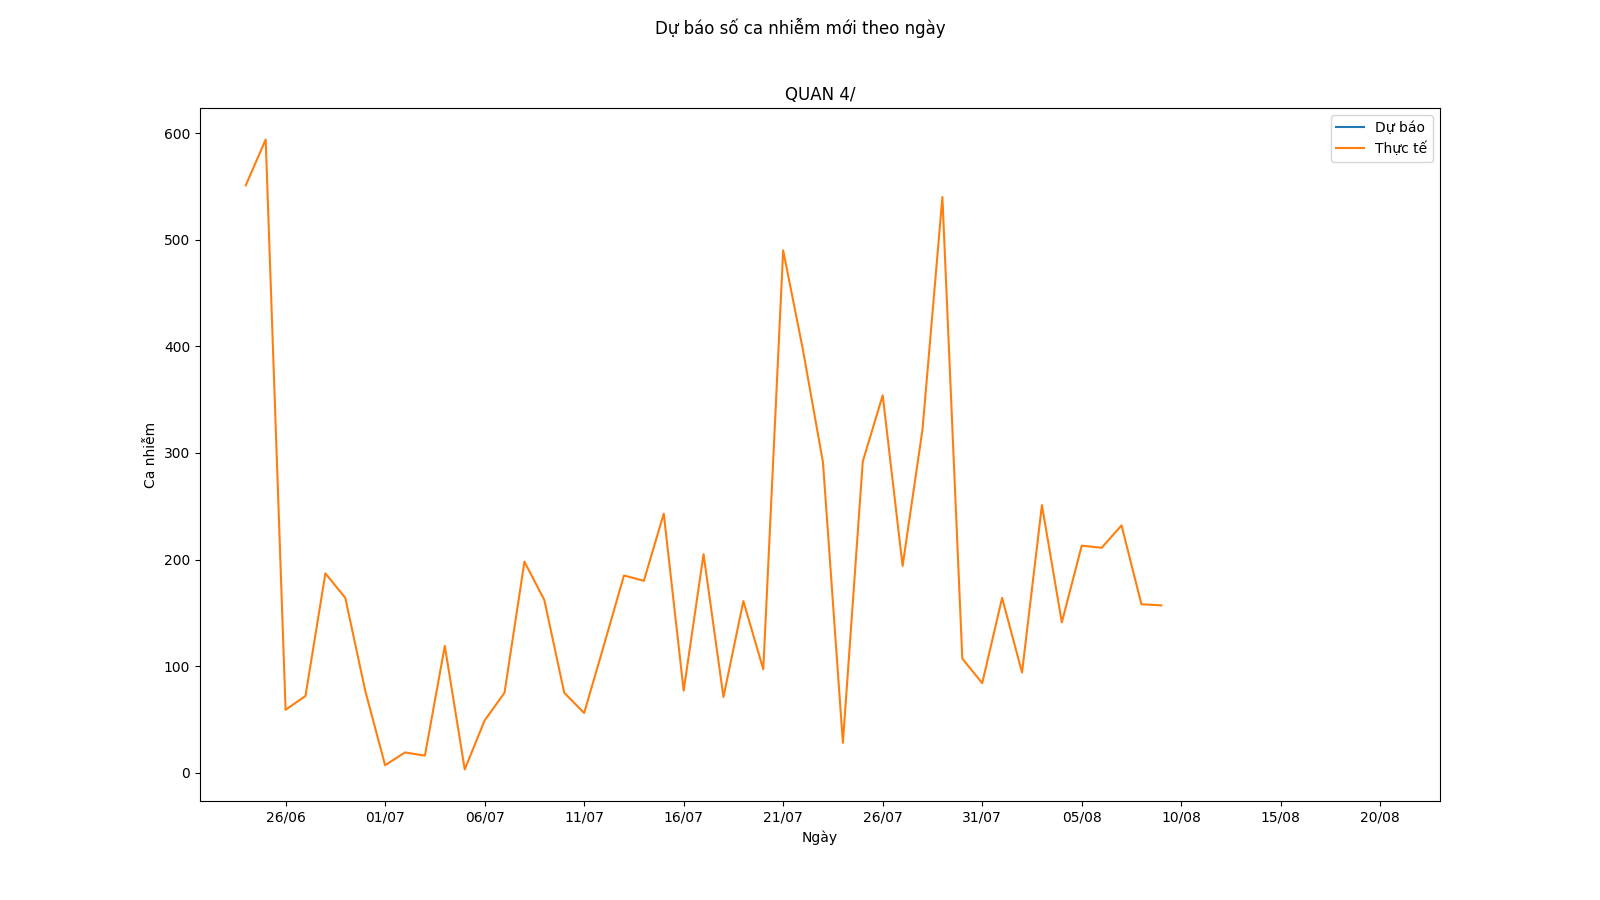 Dự báo số ca nhiễm mới theo ngày
QUAN 4/
Dự báo
Thực tế
600
500
400
300
200
100
0
Ca nhiễm
26/06 01/07 06/07 11/07 16/07 21/07 26/07 31/07 05/08 10/08 15/08 20/08
Ngày